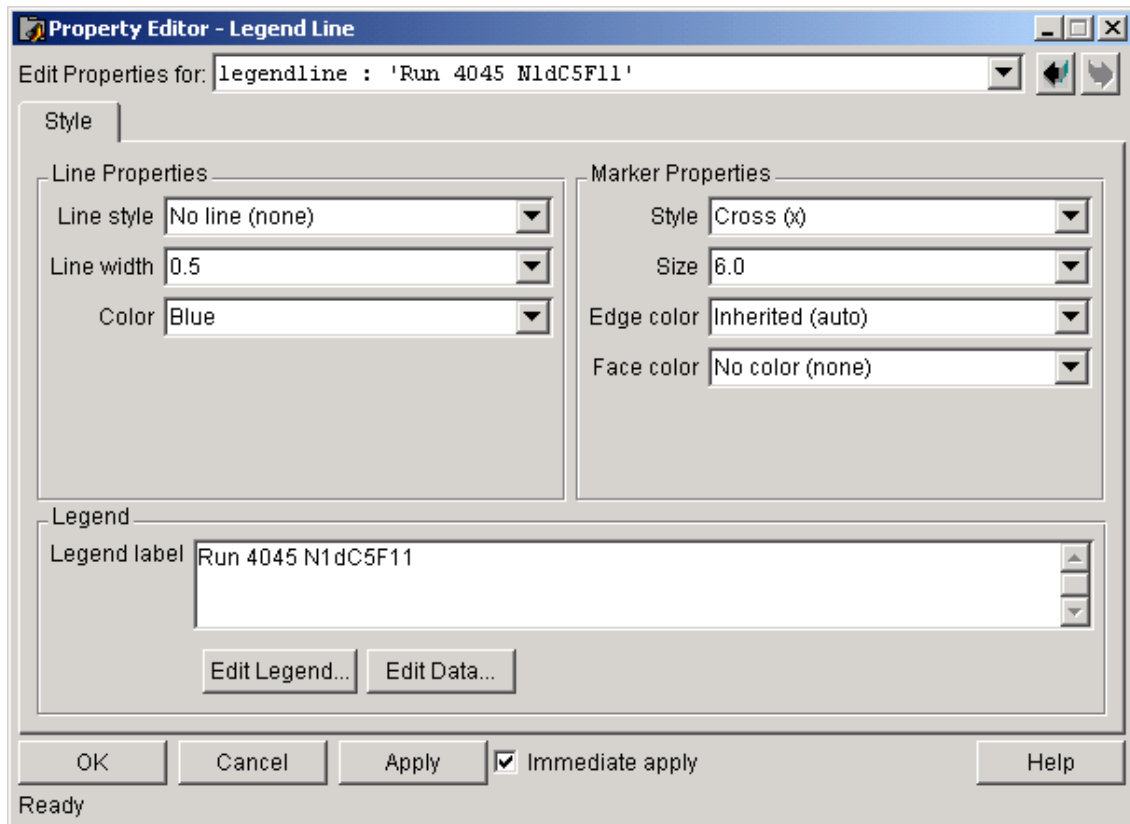 Property Editor - Legend Line
Edit Properties for: legendline : 'Run 4045 N1dC5F11'
Style
Line Properties
Line style No line (none)
Line width 0.5
Color Blue
Marker Properties
Style Cross (x)
Size 6.0
Edge color Inherited (auto)
Face color No color (none)
Legend
Legend label Run 4045 N1dC5F11
Edit Legend... Edit Data...
OK Cancel Apply Immediate apply Help
Ready